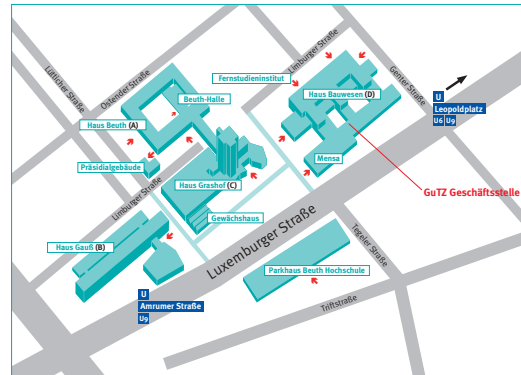 Lütticher Straße
Ostender Straße
Limburger Straße
Genter Straße
Fernstudieninstitut
Beuth-Halle
Haus Bauwesen (D)
U
Leopoldplatz
U6 U9
Haus Beuth (A)
Präsidialgebäude
Mensa
Haus Grashof (C)
GuTZ Geschäftsstelle
Limburger Straße
Gewächshaus
Haus Gauß (B)
Luxemburger Straße
Tegeler Straße
Parkhaus Beuth Hochschule
U
Amrumer Straße
U9
Triftstraße